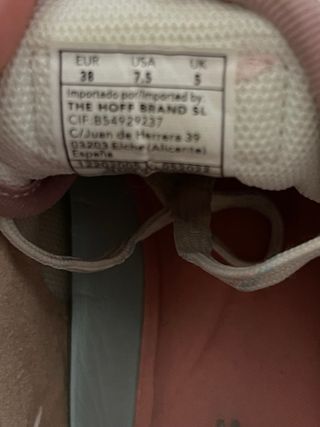 EUR USA UK
38 7.5 5
Importado por/Imported by:
THE HOFF BRAND SL
CIF:B54929237
C/Juan de Herrera 39
03203 Elche (Alicante)
España